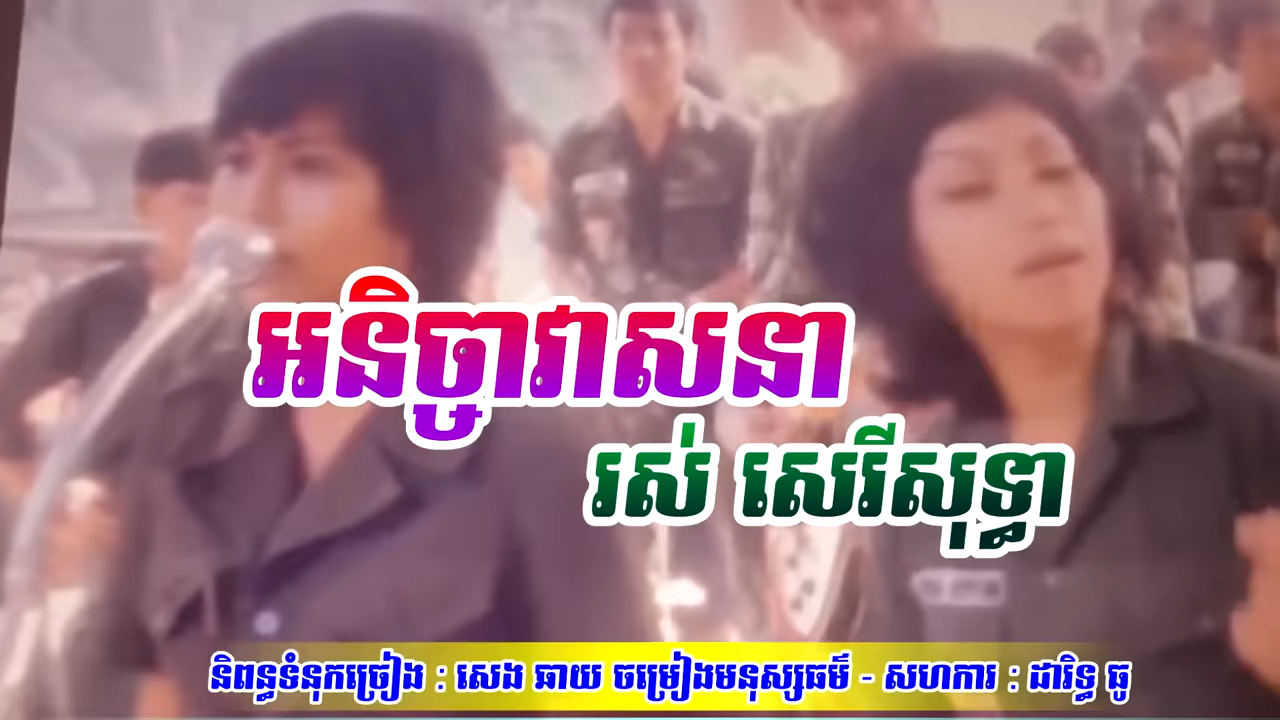 អនិច្ចាវាសនា
រស់ សេរីសុទ្ធា
និពន្ធទំនុកច្រៀង : សេង ឆាយ ចម្រៀងមនុស្សធម៌ - សហការ : ដារិទ្ធ ធូ